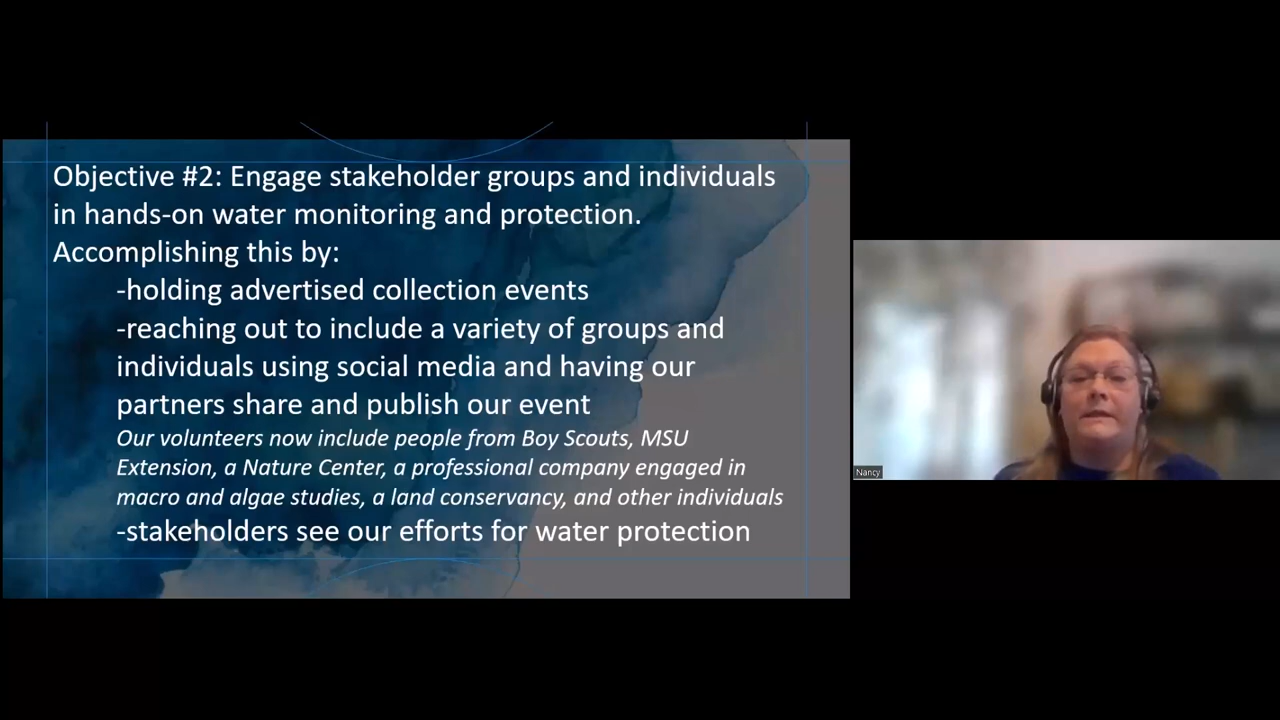 Objective #2: Engage stakeholder groups and individuals
in hands-on water monitoring and protection.
Accomplishing this by:
-holding advertised collection events
-reaching out to include a variety of groups and
individuals using social media and having our
partners share and publish our event
Our volunteers now include people from Boy Scouts, MSU
Extension, a Nature Center, a professional company engaged in
macro and algae studies, a land conservancy, and other individuals
-stakeholders see our efforts for water protection
Nancy